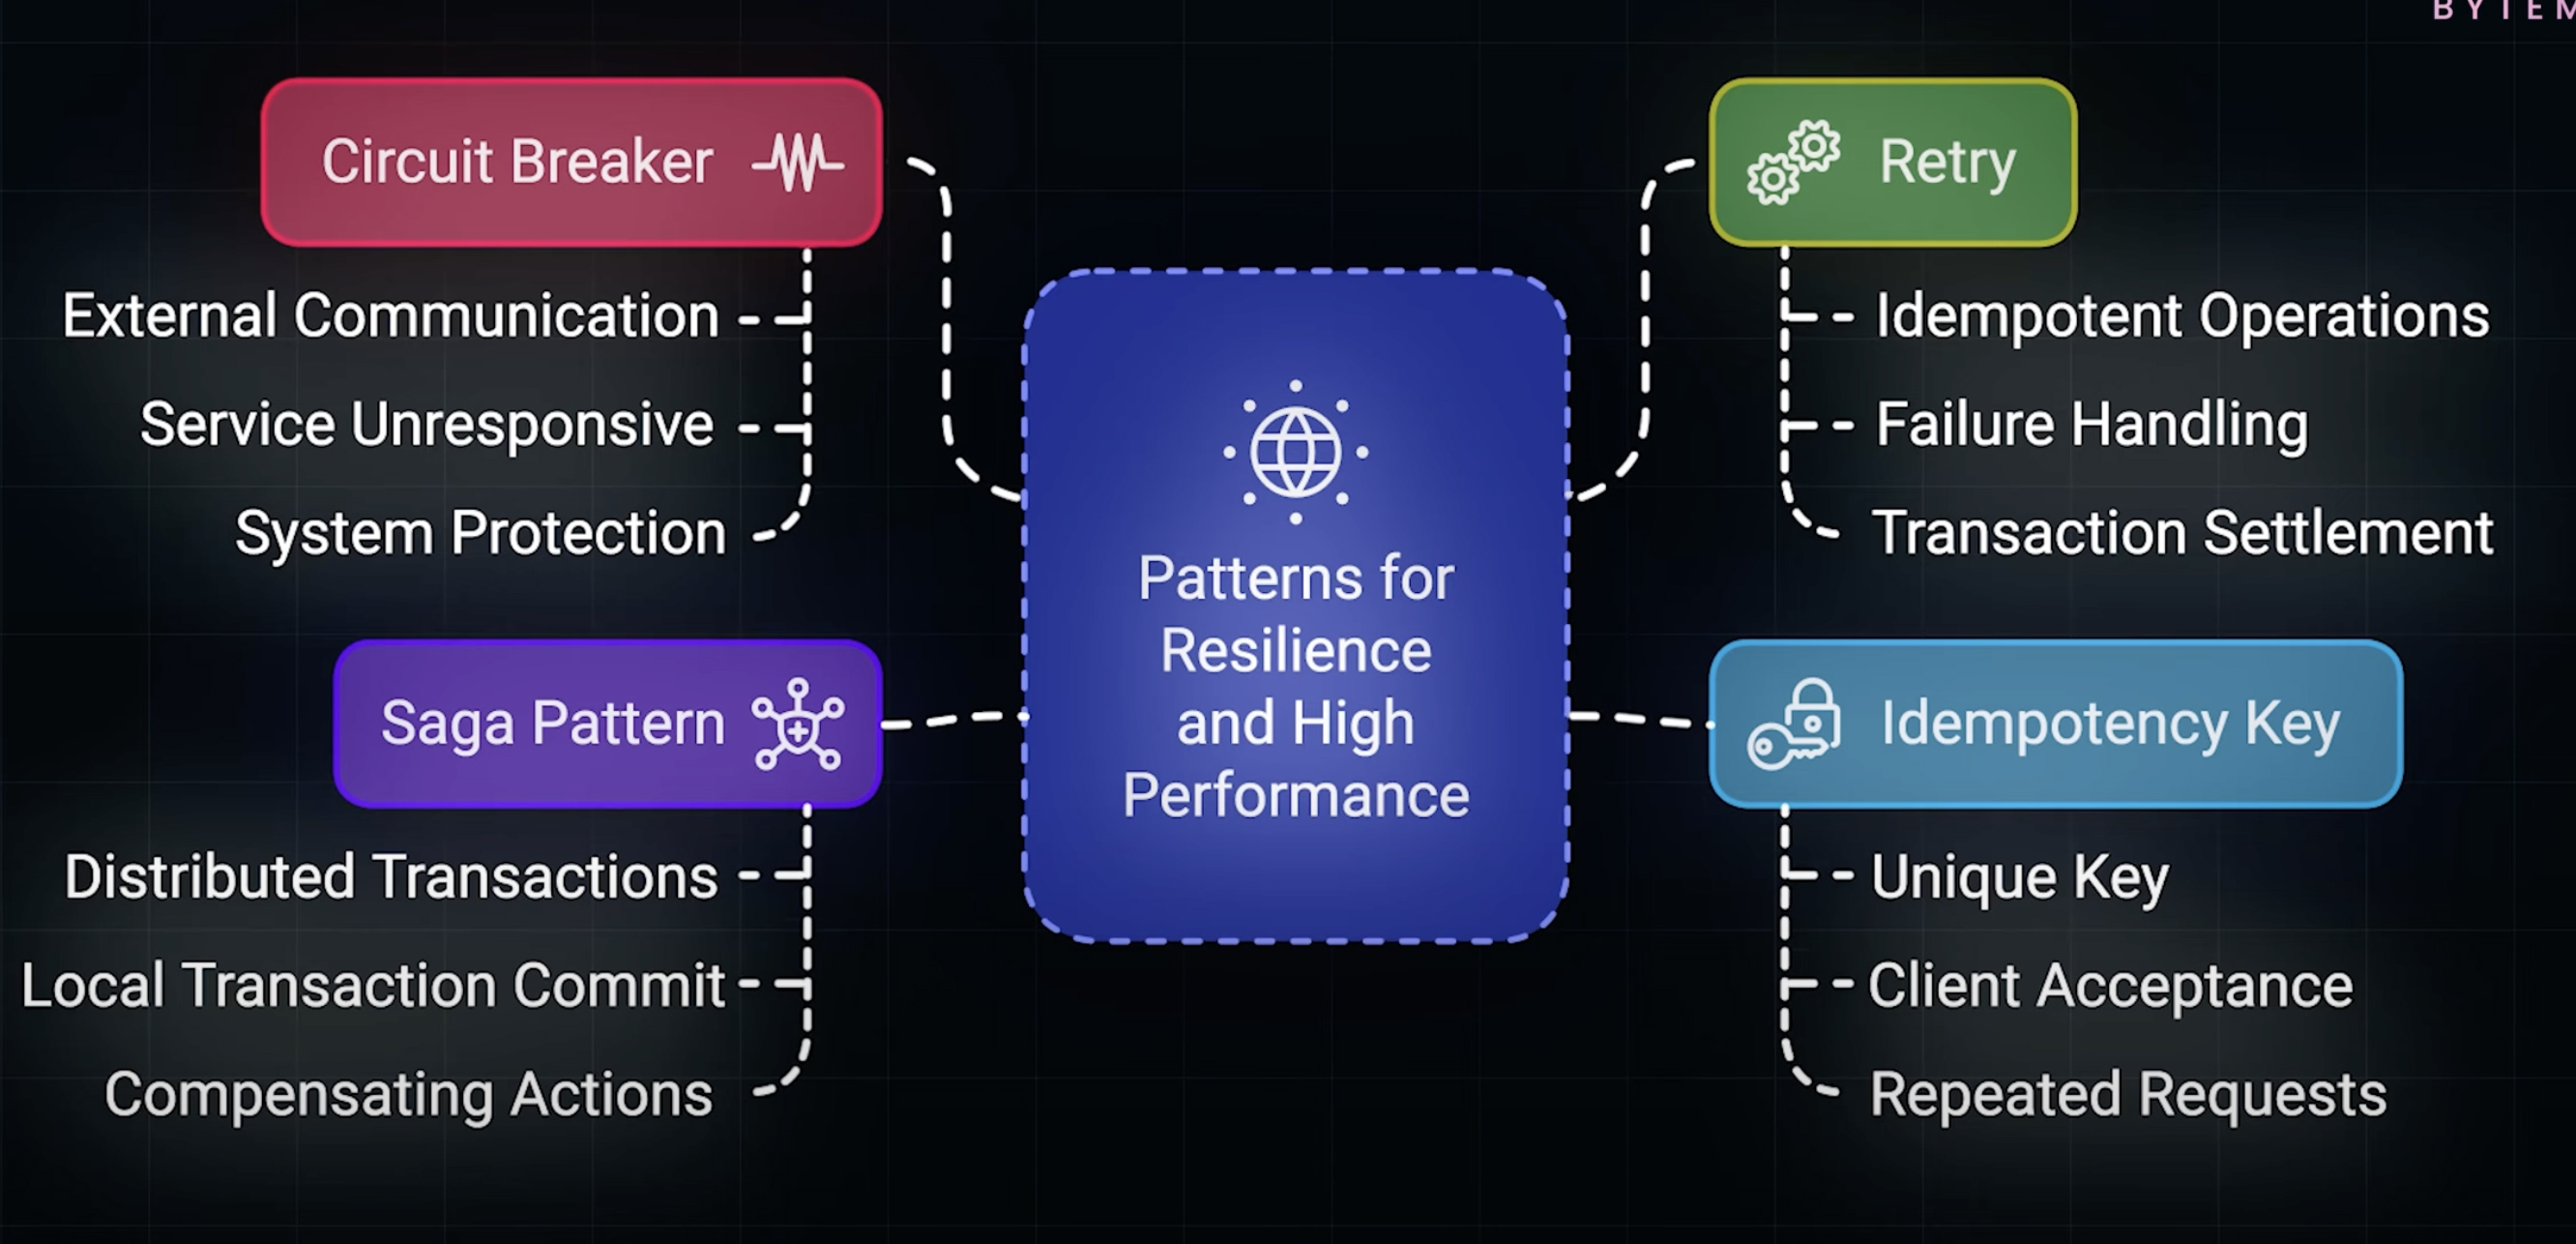 Circuit Breaker
External Communication
Service Unresponsive
System Protection
Saga Pattern
Distributed Transactions
Local Transaction Commit
Compensating Actions
Patterns for
Resilience
and High
Performance
Retry
Idempotent Operations
Failure Handling
Transaction Settlement
Idempotency Key
Unique Key
Client Acceptance
Repeated Requests